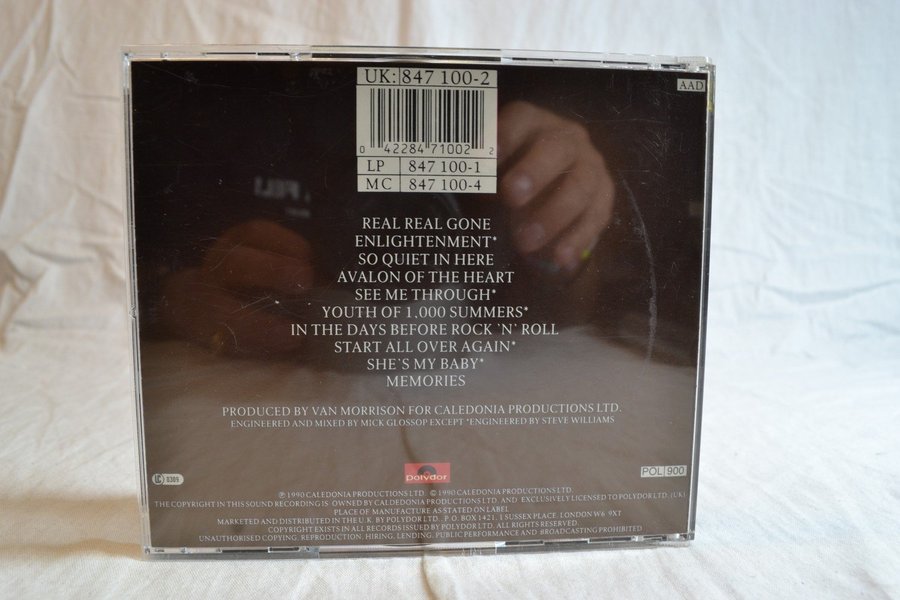 UK: 847 100-2
AAD
0 42284 71002 2
LP 847 100-1
MC 847 100-4
REAL REAL GONE
ENLIGHTENMENT*
SO QUIET IN HERE
AVALON OF THE HEART
SEE ME THROUGH*
YOUTH OF 1,000 SUMMERS*
IN THE DAYS BEFORE ROCK 'N' ROLL
START ALL OVER AGAIN*
SHE'S MY BABY*
MEMORIES
PRODUCED BY VAN MORRISON FOR CALEDONIA PRODUCTIONS LTD.
ENGINEERED AND MIXED BY MICK GLOSSOP EXCEPT *ENGINEERED BY STEVE WILLIAMS
LC 0309
polydor
POL 900
℗ 1990 CALEDONIA PRODUCTIONS LTD. © 1990 CALEDONIA PRODUCTIONS LTD.
THE COPYRIGHT IN THIS SOUND RECORDING IS OWNED BY CALEDONIA PRODUCTIONS LTD. AND EXCLUSIVELY LICENSED TO POLYDOR LTD. (UK)
PLACE OF MANUFACTURE AS STATED ON LABEL
MARKETED AND DISTRIBUTED IN THE U.K. BY POLYDOR LTD., P.O. BOX 1421, 1 SUSSEX PLACE, LONDON W6 9XT
COPYRIGHT EXISTS IN ALL RECORDS ISSUED BY POLYDOR LTD. ALL RIGHTS RESERVED.
UNAUTHORISED COPYING, REPRODUCTION, HIRING, LENDING, PUBLIC PERFORMANCE AND BROADCASTING PROHIBITED